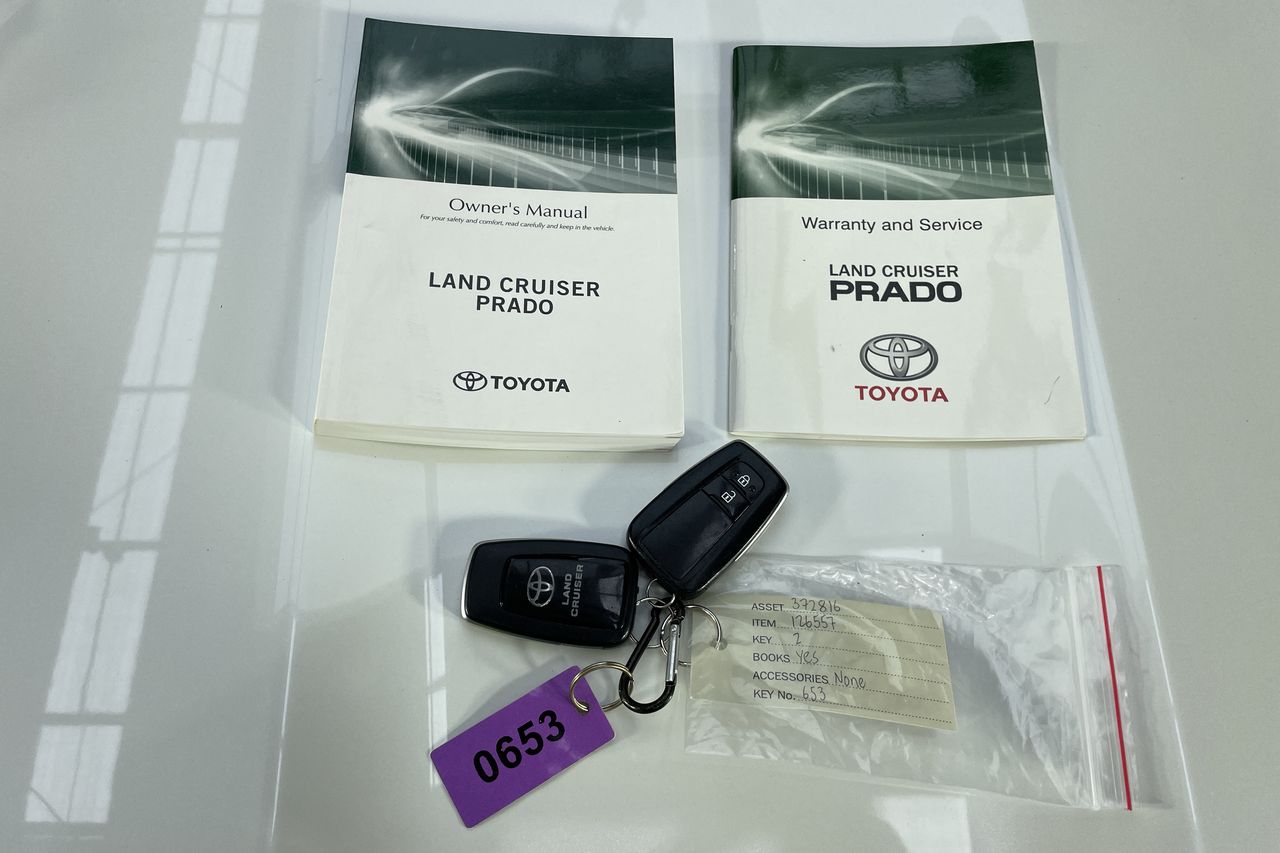 Owner's Manual
For your safety and comfort, read carefully and keep in the vehicle.
LAND CRUISER
PRADO
TOYOTA
Warranty and Service
LAND CRUISER
PRADO
TOYOTA
LAND
CRUISER
0653
ASSET 372816
ITEM 126557
KEY 2
BOOKS Yes
ACCESSORIES None
KEY No. 653